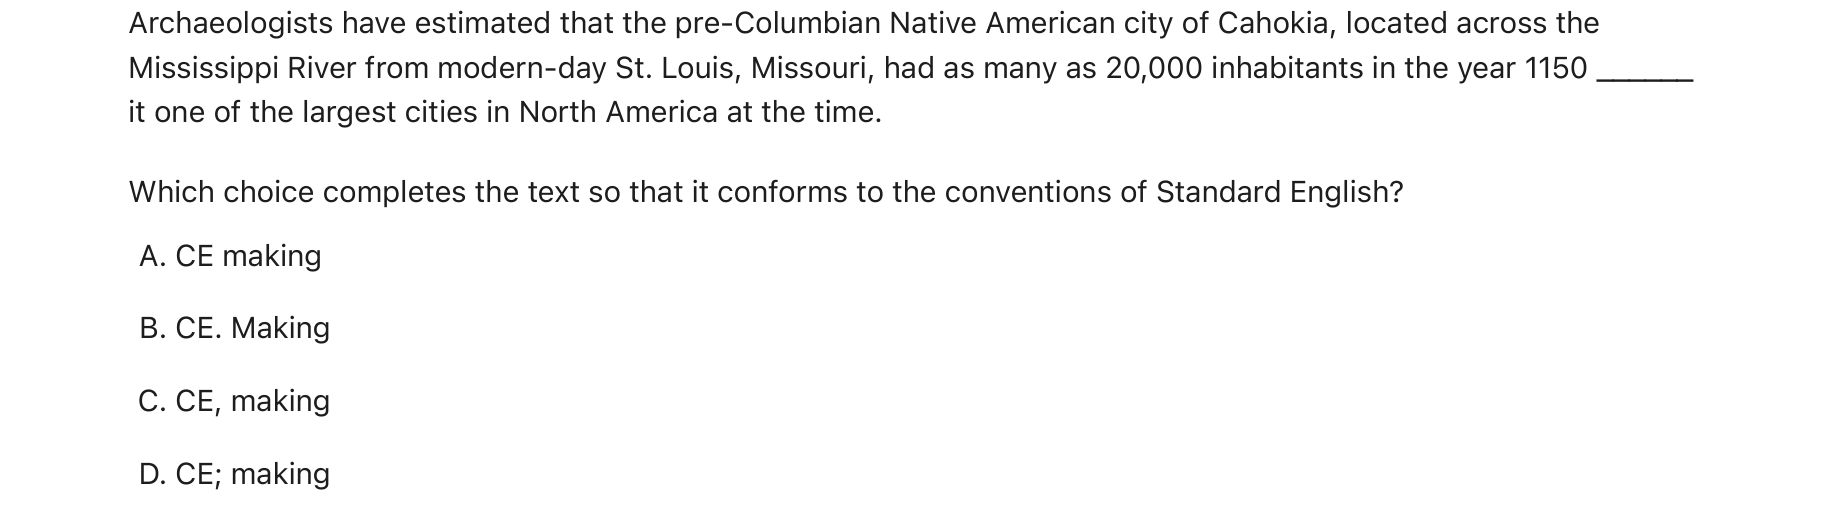 Archaeologists have estimated that the pre-Columbian Native American city of Cahokia, located across the
Mississippi River from modern-day St. Louis, Missouri, had as many as 20,000 inhabitants in the year 1150 ______
it one of the largest cities in North America at the time.
Which choice completes the text so that it conforms to the conventions of Standard English?
A. CE making
B. CE. Making
C. CE, making
D. CE; making